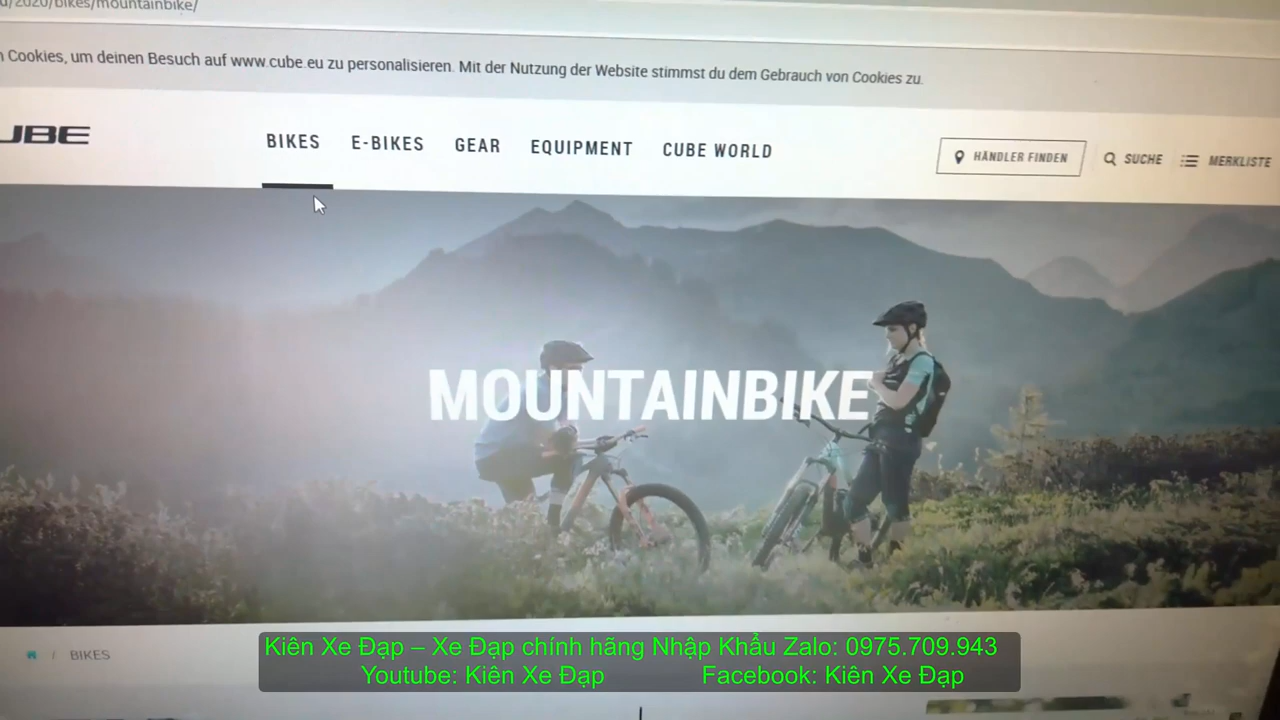 /2020/bikes/mountainbike/
Cookies, um deinen Besuch auf www.cube.eu zu personalisieren. Mit der Nutzung der Website stimmst du dem Gebrauch von Cookies zu.
UBE
BIKES E-BIKES GEAR EQUIPMENT CUBE WORLD
HÄNDLER FINDEN SUCHE MERKLISTE
MOUNTAINBIKE
/ BIKES
Kiên Xe Đạp – Xe Đạp chính hãng Nhập Khẩu Zalo: 0975.709.943
Youtube: Kiên Xe Đạp Facebook: Kiên Xe Đạp